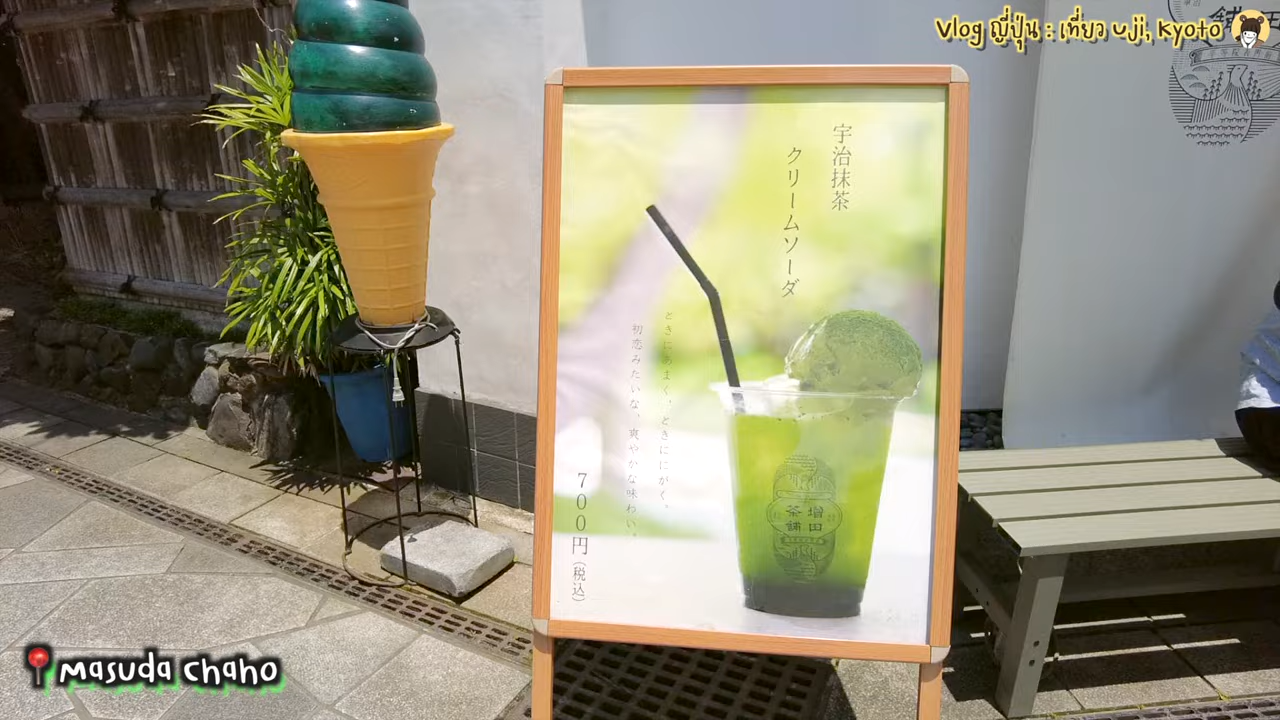 Vlog ญี่ปุ่น : เที่ยว Uji, Kyoto
宇治抹茶
クリームソーダ
ときにうまく、ときににがく。
初恋みたいな、爽やかな味わい。
700円(税込)
増田
茶舗
Masuda Chaho